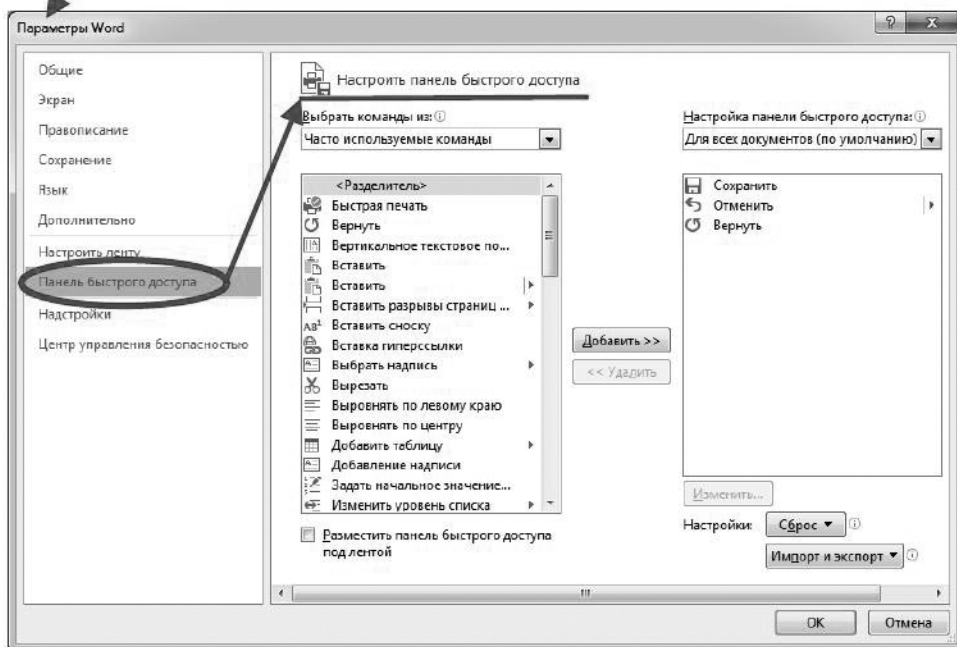 Параметры Word
Общие
Экран
Правописание
Сохранение
Язык
Дополнительно
Настроить ленту
Панель быстрого доступа
Надстройки
Центр управления безопасностью
Настроить панель быстрого доступа
Выбрать команды из:
Часто используемые команды
<Разделитель>
Быстрая печать
Вернуть
Вертикальное текстовое по...
Вставить
Вставить
Вставить разрывы страниц ...
Вставить сноску
Вставка гиперссылки
Выбрать надпись
Вырезать
Выровнять по левому краю
Выровнять по центру
Добавить таблицу
Добавление надписи
Задать начальное значение...
Изменить уровень списка
Разместить панель быстрого доступа
под лентой
Добавить >>
<< Удалить
Настройка панели быстрого доступа:
Для всех документов (по умолчанию)
Сохранить
Отменить
Вернуть
Изменить...
Настройки: Сброс
Импорт и экспорт
OK Отмена